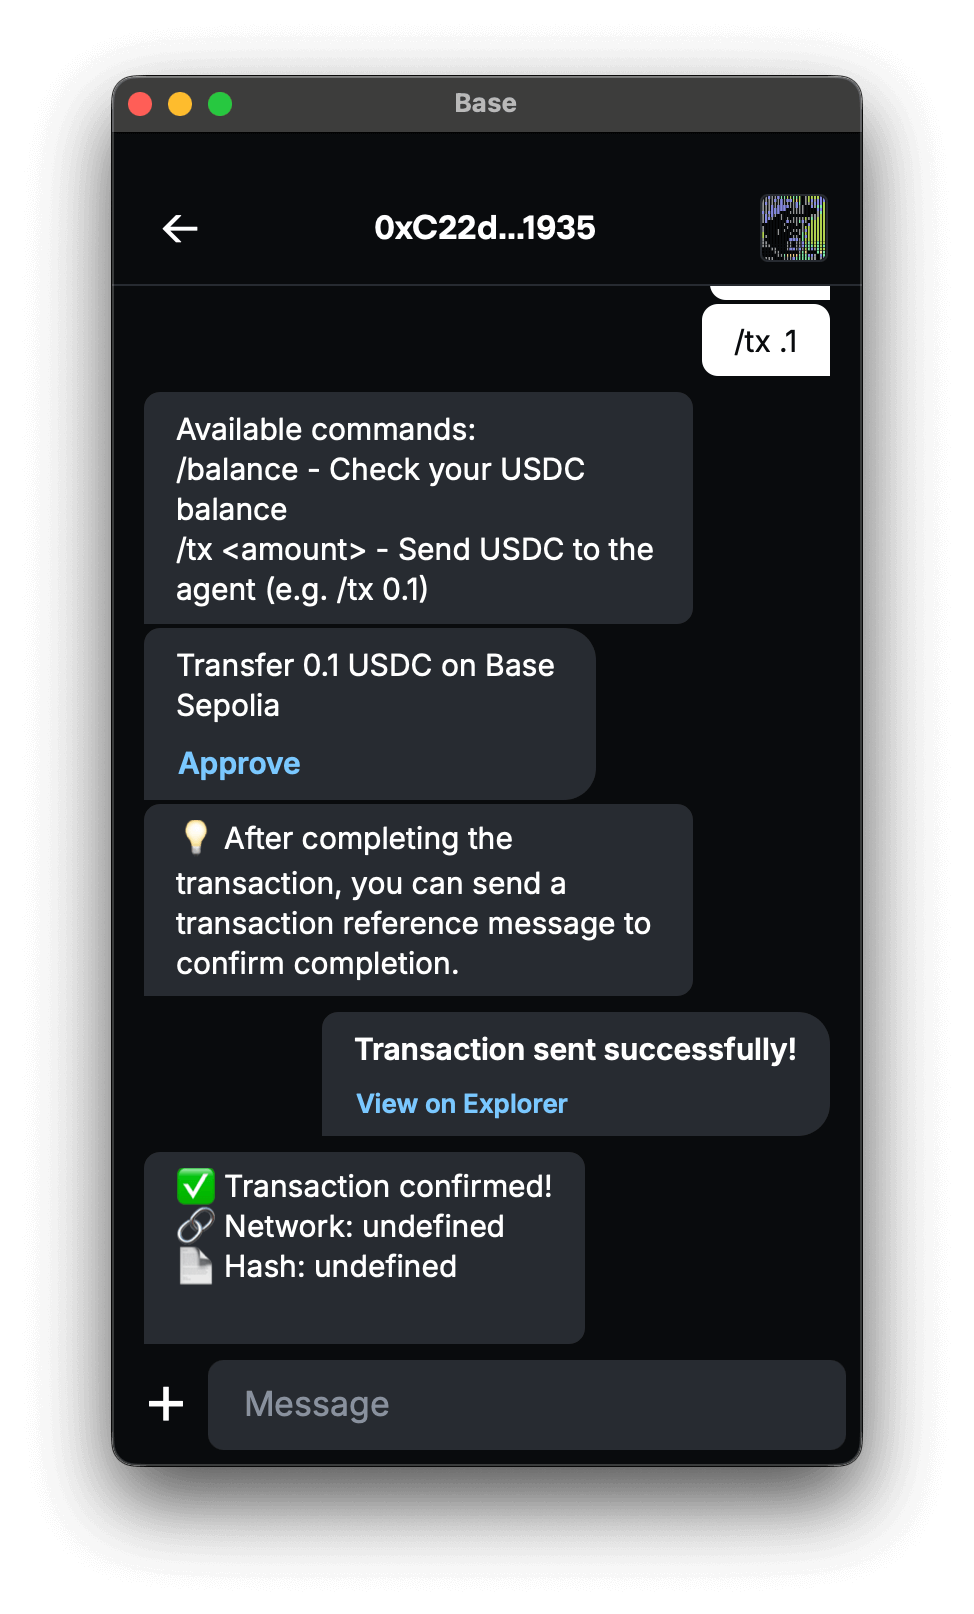 Base
0xC22d...1935
/tx .1
Available commands:
/balance - Check your USDC
balance
/tx <amount> - Send USDC to the
agent (e.g. /tx 0.1)
Transfer 0.1 USDC on Base
Sepolia
Approve
💡 After completing the
transaction, you can send a
transaction reference message to
confirm completion.
Transaction sent successfully!
View on Explorer
✅ Transaction confirmed!
🔗 Network: undefined
📄 Hash: undefined
Message